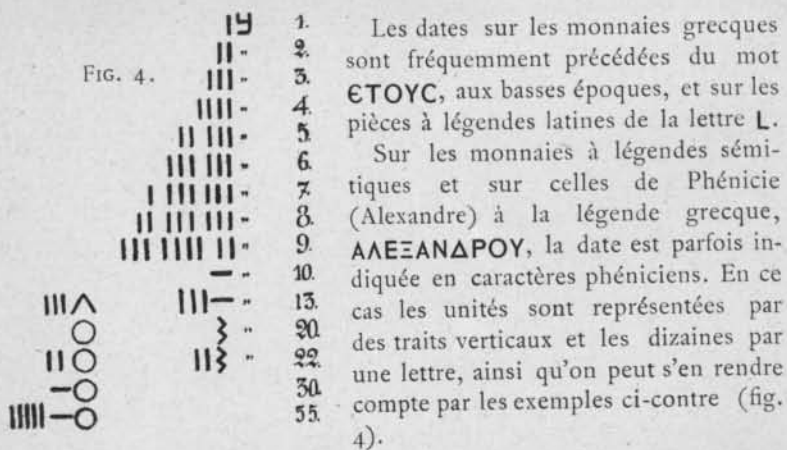 FIG. 4.
1.
2.
3.
4.
5.
6.
7.
8.
9.
10.
13.
20.
22.
30.
35.
Les dates sur les monnaies grecques
sont fréquemment précédées du mot
ЄΤΟΥС, aux basses époques, et sur les
pièces à légendes latines de la lettre L.
Sur les monnaies à légendes sémi-
tiques et sur celles de Phénicie
(Alexandre) à la légende grecque,
ΑΛΕΞΑΝΔΡΟΥ, la date est parfois in-
diquée en caractères phéniciens. En ce
cas les unités sont représentées par
des traits verticaux et les dizaines par
une lettre, ainsi qu'on peut s'en rendre
compte par les exemples ci-contre (fig.
4).